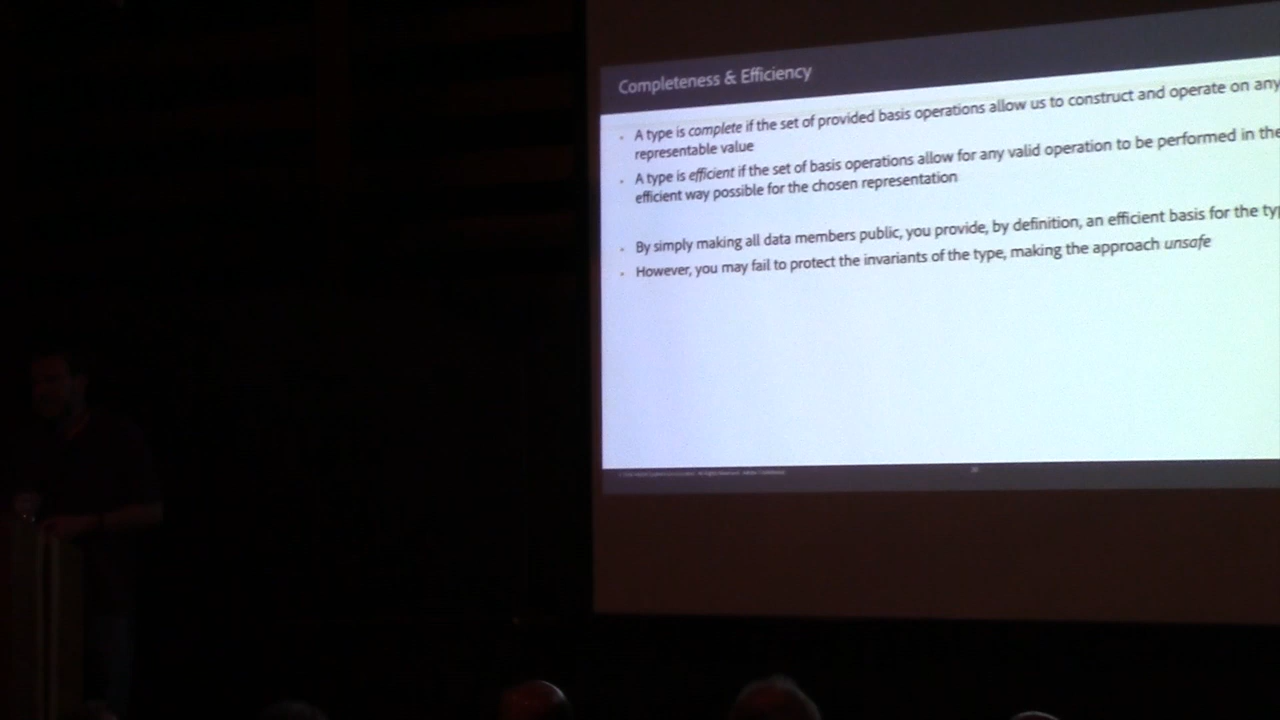 Completeness & Efficiency
· A type is complete if the set of provided basis operations allow us to construct and operate on any
representable value
· A type is efficient if the set of basis operations allow for any valid operation to be performed in the
efficient way possible for the chosen representation
· By simply making all data members public, you provide, by definition, an efficient basis for the
· However, you may fail to protect the invariants of the type, making the approach unsafe